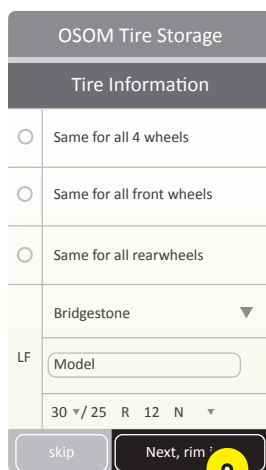 OSOM Tire Storage
Tire Information
Same for all 4 wheels
Same for all front wheels
Same for all rearwheels
Bridgestone
LF
Model
30 / 25 R 12 N
skip
Next, rim